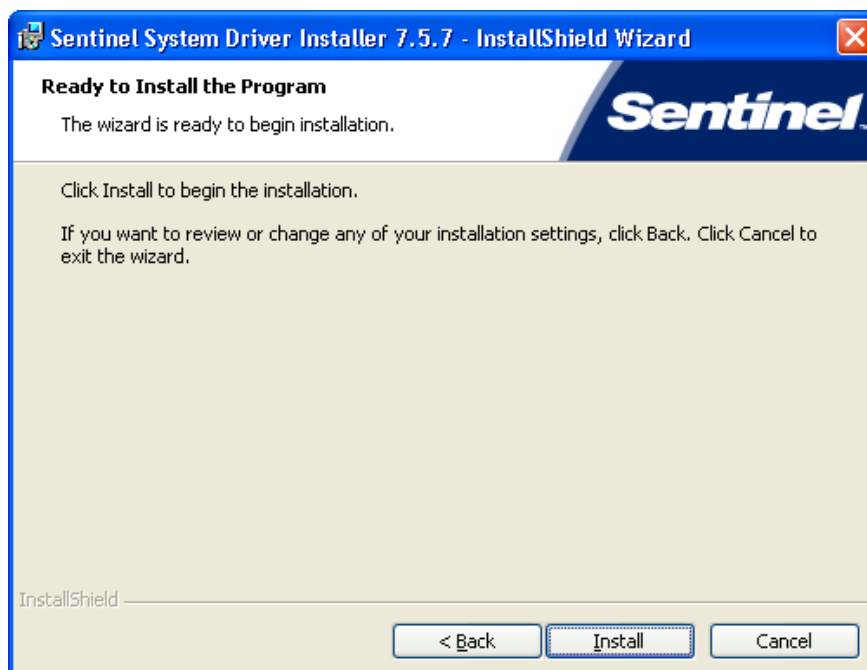 Sentinel System Driver Installer 7.5.7 - InstallShield Wizard
Ready to Install the Program
The wizard is ready to begin installation.
Sentinel
Click Install to begin the installation.
If you want to review or change any of your installation settings, click Back. Click Cancel to
exit the wizard.
InstallShield
< Back
Install
Cancel